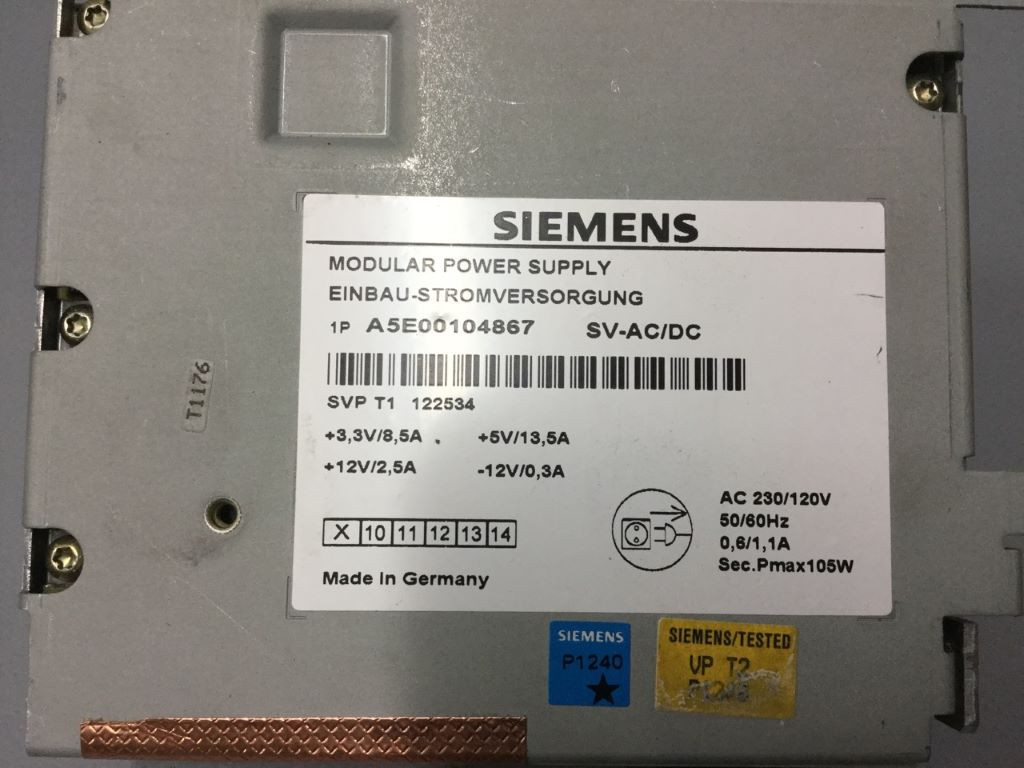 SIEMENS
MODULAR POWER SUPPLY
EINBAU-STROMVERSORGUNG
1P A5E00104867 SV-AC/DC
SVP T1 122534
+3,3V/8,5A +5V/13,5A
+12V/2,5A -12V/0,3A
X 10 11 12 13 14
Made In Germany
AC 230/120V
50/60Hz
0,6/1,1A
Sec.Pmax105W
T1176
SIEMENS
P1240
SIEMENS/TESTED
VP T2